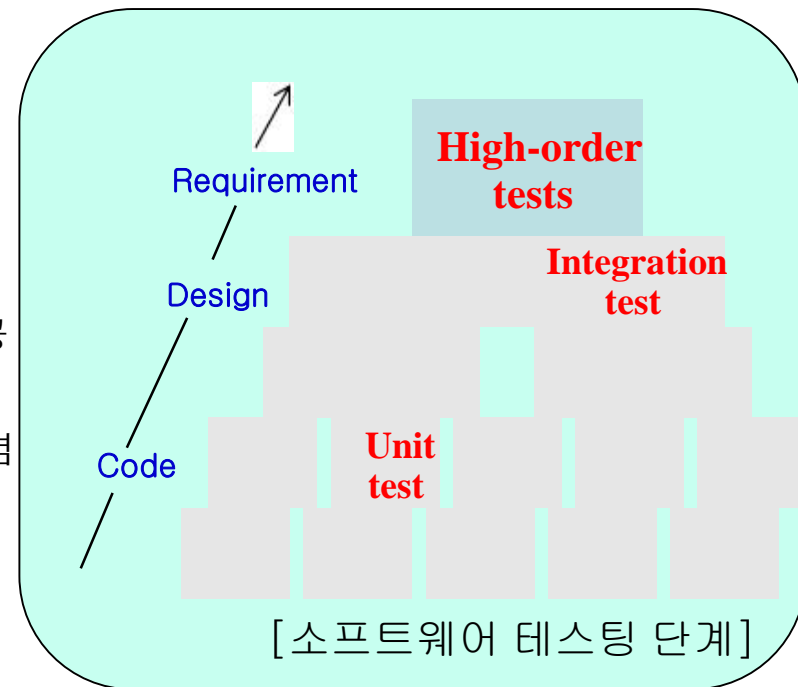 High-order
tests
Requirement
Integration
test
Design
Unit
test
Code
[소프트웨어 테스팅 단계]